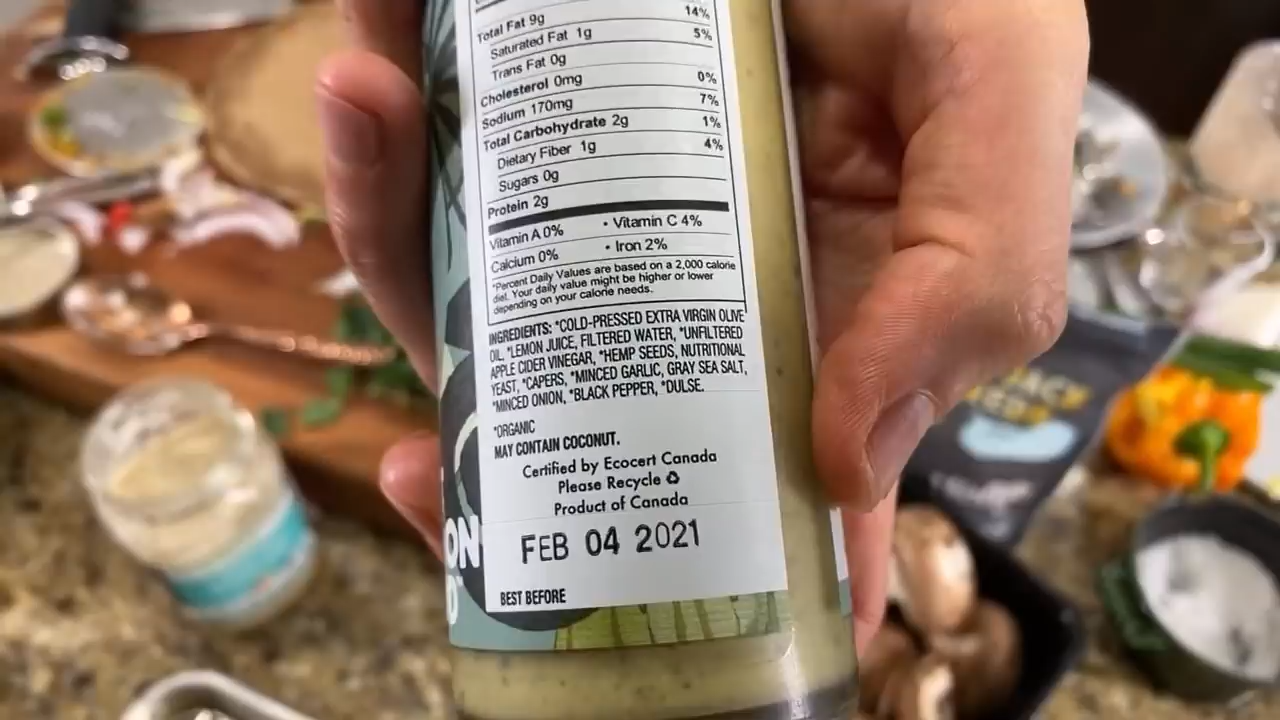 Total Fat 9g 14%
Saturated Fat 1g 5%
Trans Fat 0g
Cholesterol 0mg 0%
Sodium 170mg 7%
Total Carbohydrate 2g 1%
Dietary Fiber 1g 4%
Sugars 0g
Protein 2g
Vitamin A 0% • Vitamin C 4%
Calcium 0% • Iron 2%
*Percent Daily Values are based on a 2,000 calorie
diet. Your daily value might be higher or lower
depending on your calorie needs.
INGREDIENTS: *COLD-PRESSED EXTRA VIRGIN OLIVE
OIL, *LEMON JUICE, FILTERED WATER, *UNFILTERED
APPLE CIDER VINEGAR, *HEMP SEEDS, NUTRITIONAL
YEAST, *CAPERS, *MINCED GARLIC, GRAY SEA SALT,
*MINCED ONION, *BLACK PEPPER, *DULSE.
*ORGANIC
MAY CONTAIN COCONUT.
Certified by Ecocert Canada
Please Recycle ♻
Product of Canada
FEB 04 2021
BEST BEFORE
ON